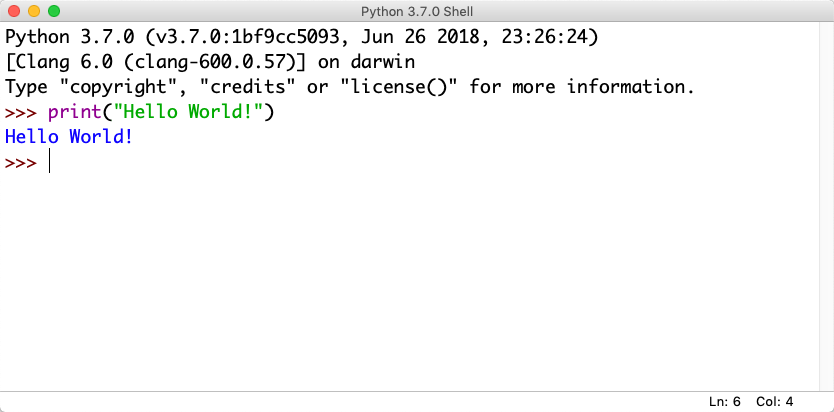 Python 3.7.0 Shell
Python 3.7.0 (v3.7.0:1bf9cc5093, Jun 26 2018, 23:26:24)
[Clang 6.0 (clang-600.0.57)] on darwin
Type "copyright", "credits" or "license()" for more information.
>>> print("Hello World!")
Hello World!
>>>
Ln: 6 Col: 4